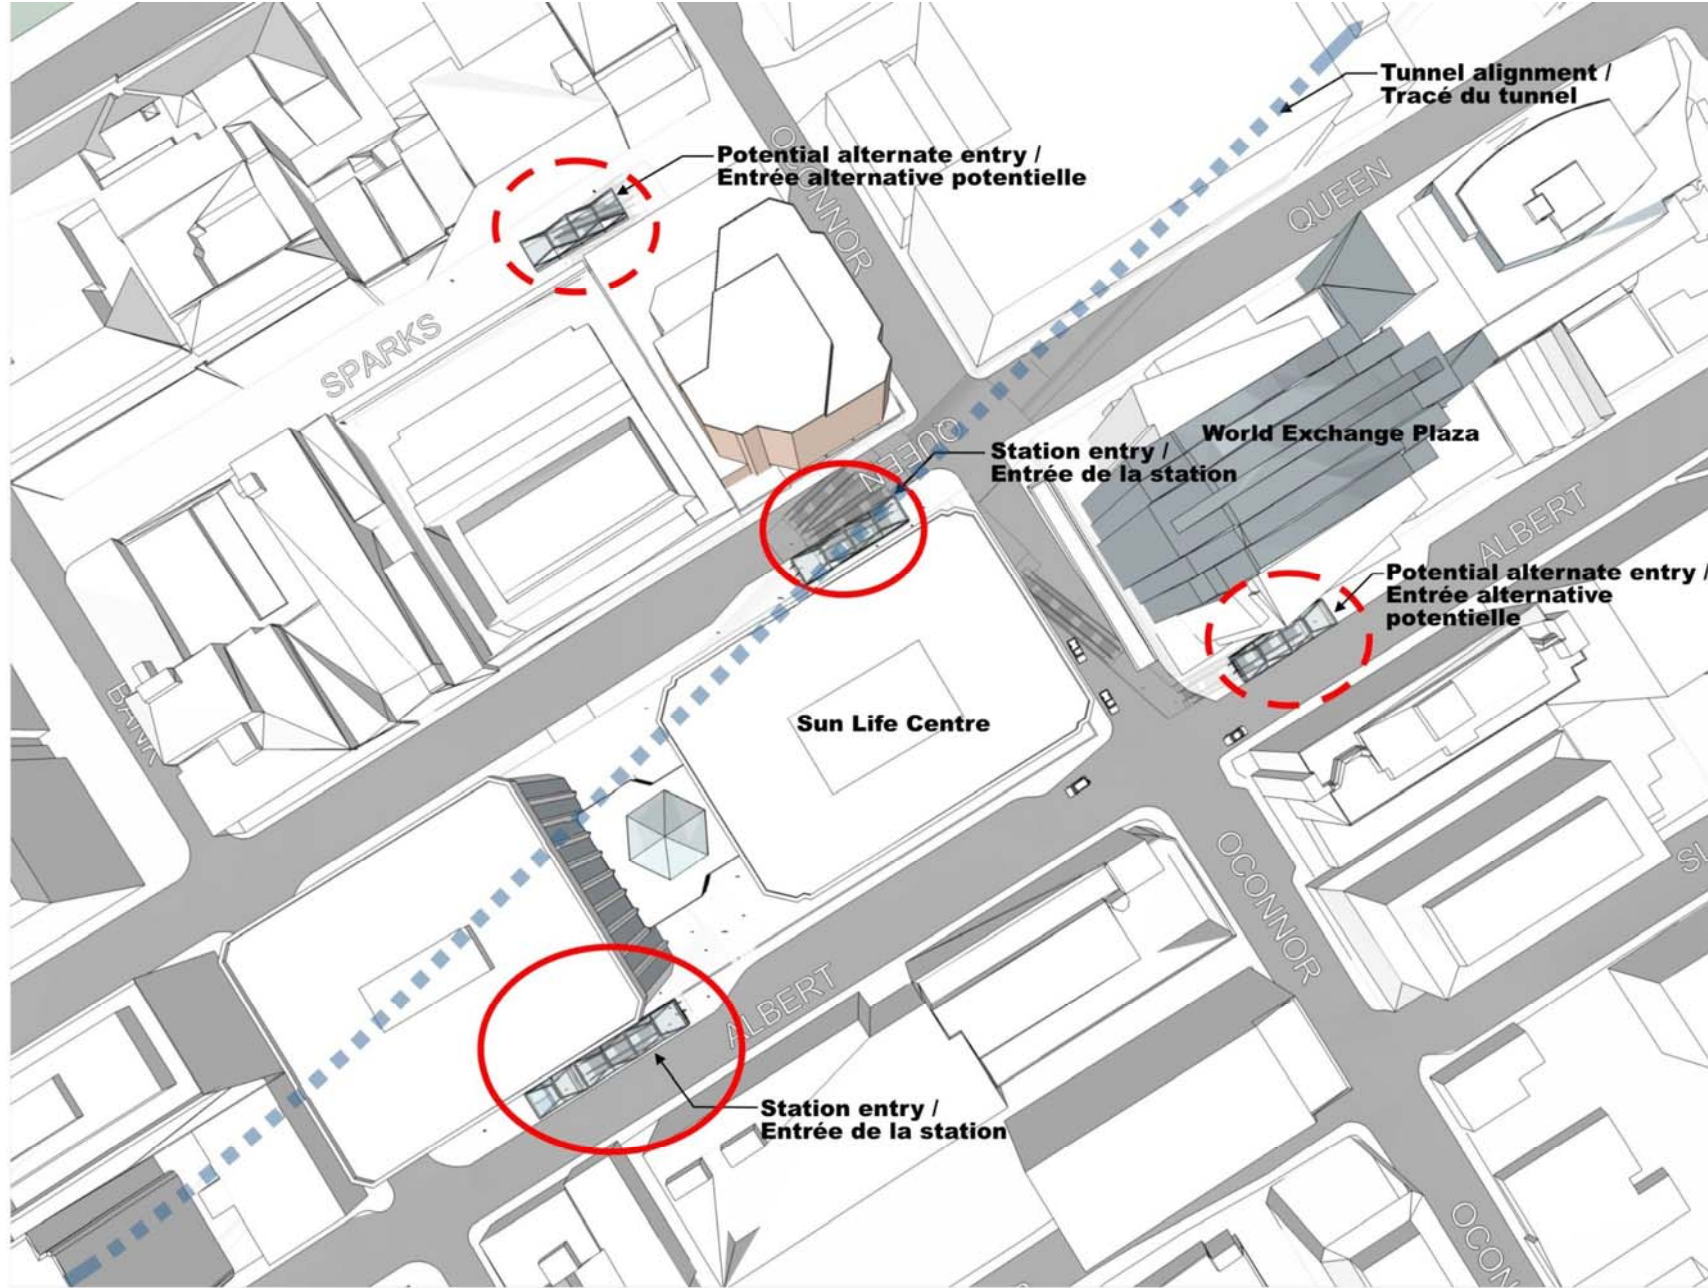 Tunnel alignment /
Tracé du tunnel
Potential alternate entry /
Entrée alternative potentielle
OCONNOR
QUEEN
SPARKS
World Exchange Plaza
QUEEN
Station entry /
Entrée de la station
ALBERT
Potential alternate entry /
Entrée alternative
potentielle
BANK
Sun Life Centre
OCONNOR
ALBERT
Station entry /
Entrée de la station
OCON